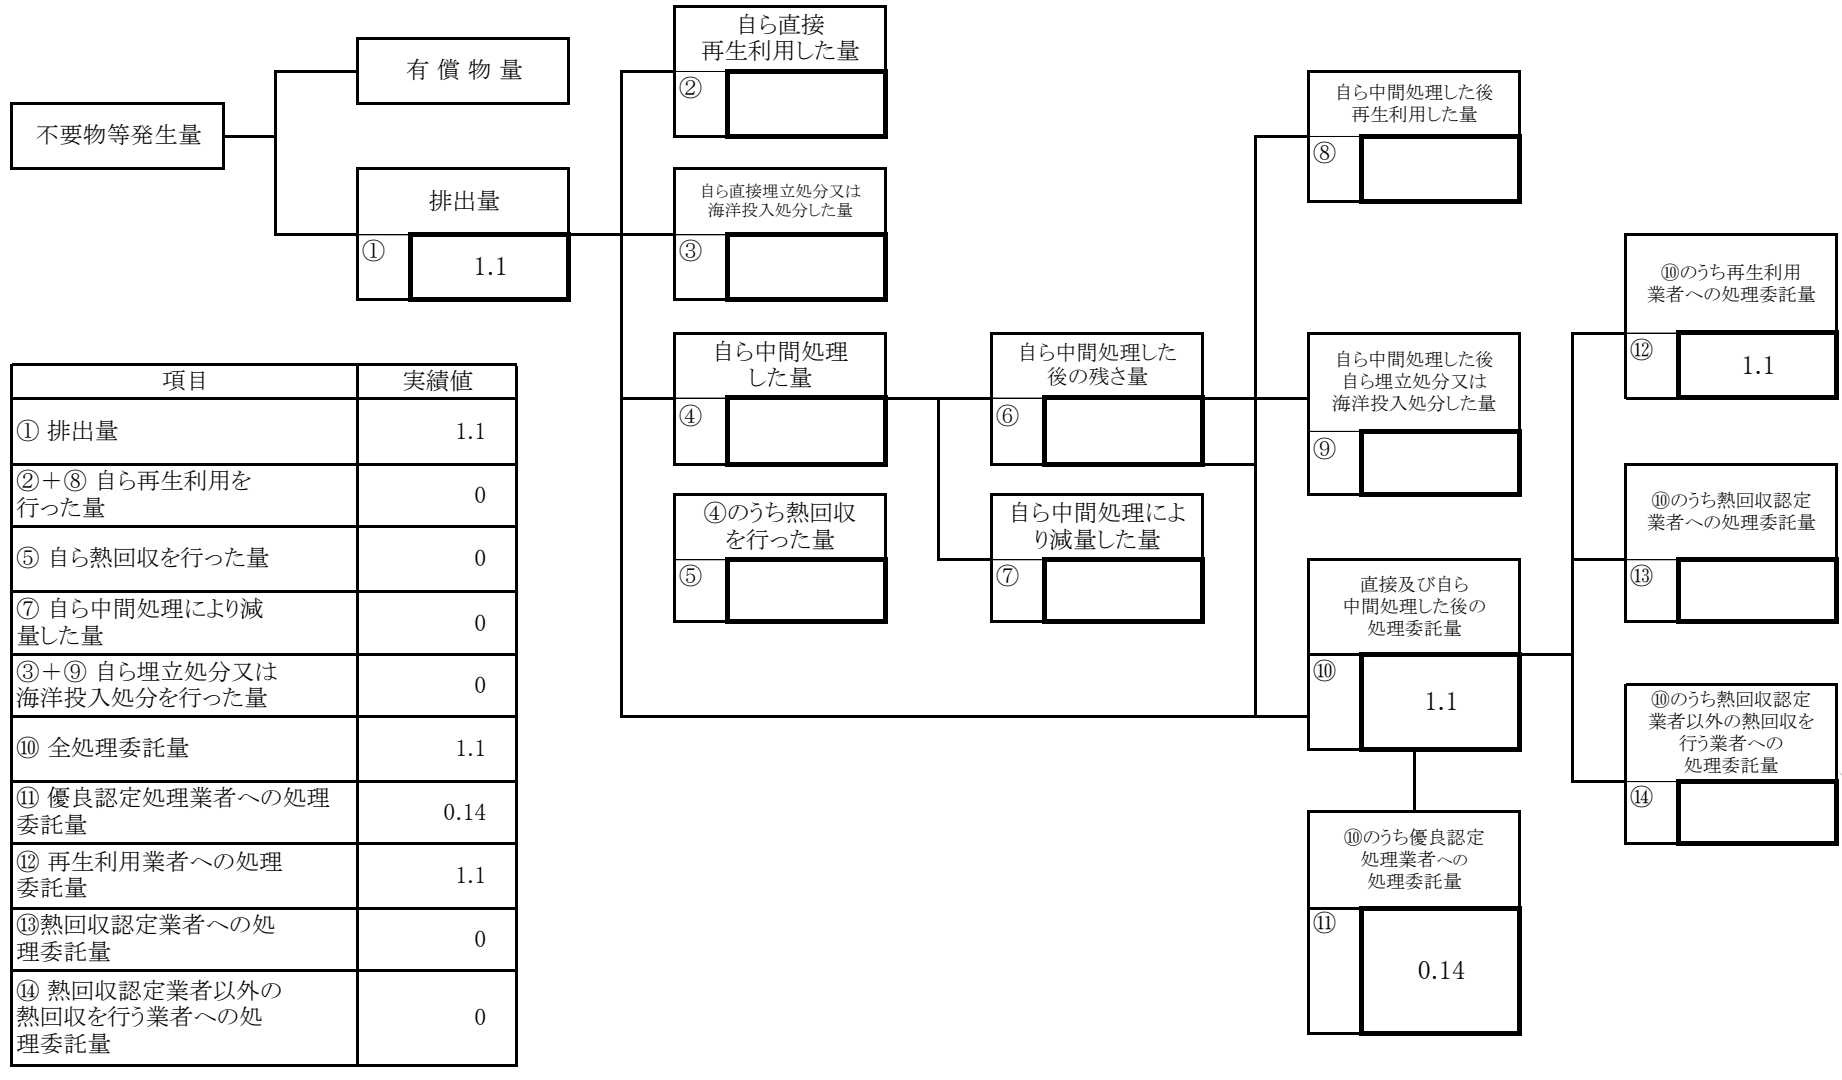 不要物等発生量
有 償 物 量
排出量
①
1.1
自ら直接
再生利用した量
②
自ら直接埋立処分又は
海洋投入処分した量
③
自ら中間処理
した量
④
④のうち熱回収
を行った量
⑤
自ら中間処理した
後の残さ量
⑥
自ら中間処理によ
り減量した量
⑦
自ら中間処理した後
再生利用した量
⑧
自ら中間処理した後
自ら埋立処分又は
海洋投入処分した量
⑨
直接及び自ら
中間処理した後の
処理委託量
⑩
1.1
⑩のうち優良認定
処理業者への
処理委託量
⑪
0.14
⑩のうち再生利用
業者への処理委託量
⑫
1.1
⑩のうち熱回収認定
業者への処理委託量
⑬
⑩のうち熱回収認定
業者以外の熱回収を
行う業者への
処理委託量
⑭
項目 実績値
① 排出量 1.1
②＋⑧ 自ら再生利用を
行った量 0
⑤ 自ら熱回収を行った量 0
⑦ 自ら中間処理により減
量した量 0
③＋⑨ 自ら埋立処分又は
海洋投入処分を行った量 0
⑩ 全処理委託量 1.1
⑪ 優良認定処理業者への処理
委託量 0.14
⑫ 再生利用業者への処理
委託量 1.1
⑬熱回収認定業者への処
理委託量 0
⑭ 熱回収認定業者以外の
熱回収を行う業者への処
理委託量 0